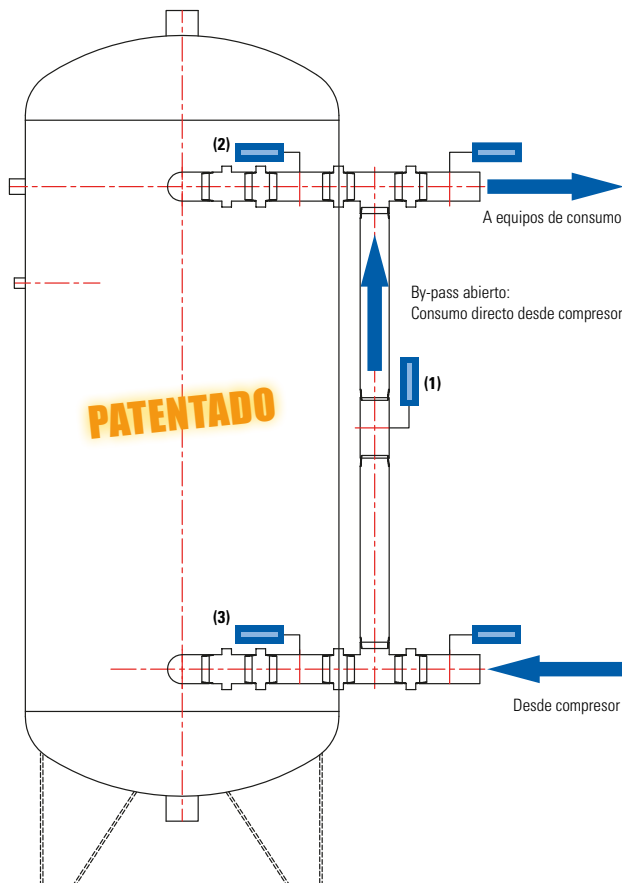 (2)
A equipos de consumo
By-pass abierto:
Consumo directo desde compresor
(1)
PATENTADO
(3)
Desde compresor